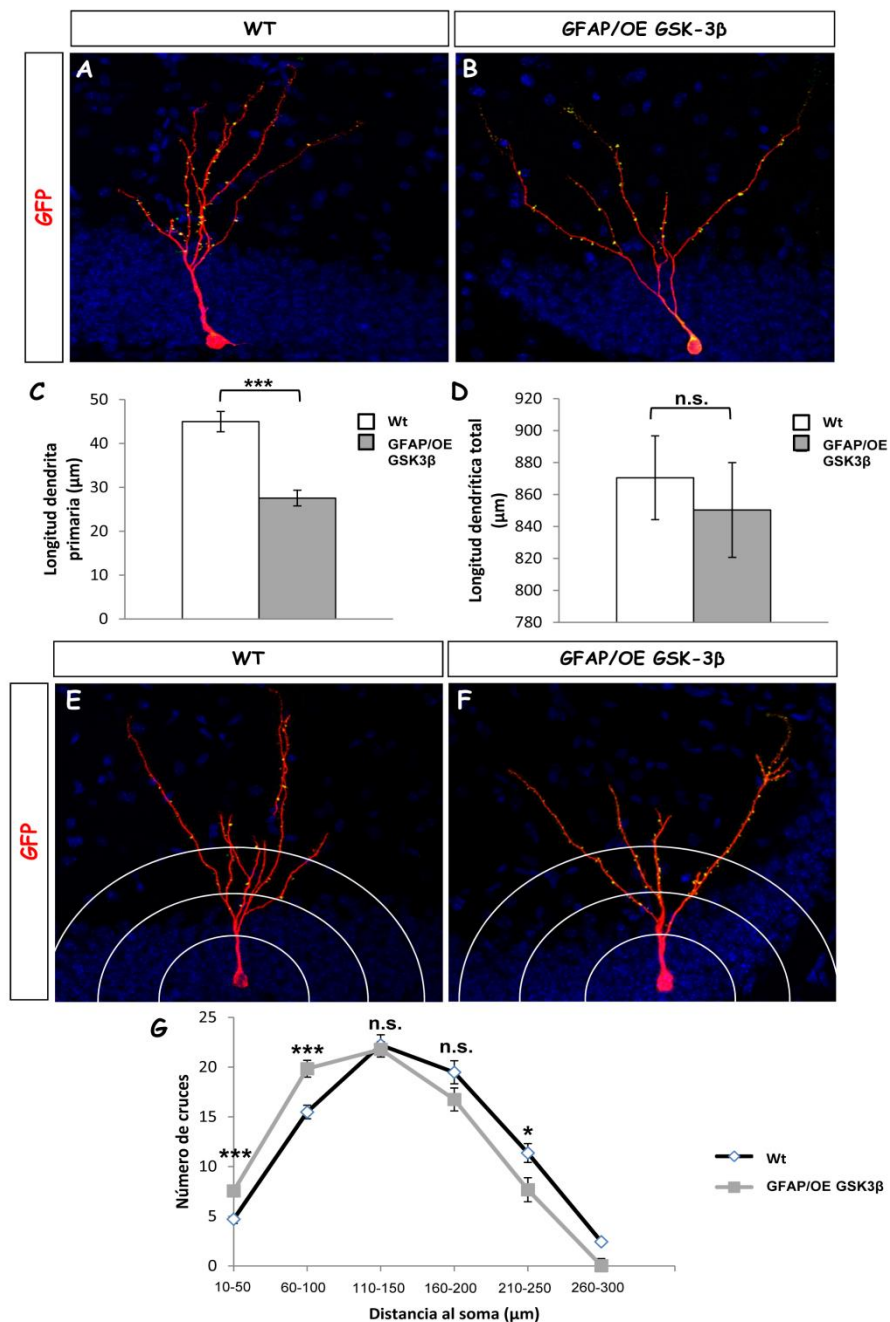 WT
GFAP/OE GSK-3β
GFP
A
B
C
***
50
40
30
20
10
0
Longitud dendrita
primaria (µm)
Wt
GFAP/OE
GSK3β
D
n.s.
920
900
880
860
840
820
800
780
Longitud dendrítica total
(µm)
Wt
GFAP/OE
GSK3β
WT
GFAP/OE GSK-3β
GFP
E
F
G
25
20
15
10
5
0
Número de cruces
***
***
n.s.
n.s.
*
10-50
60-100
110-150
160-200
210-250
260-300
Distancia al soma (µm)
Wt
GFAP/OE GSK3β